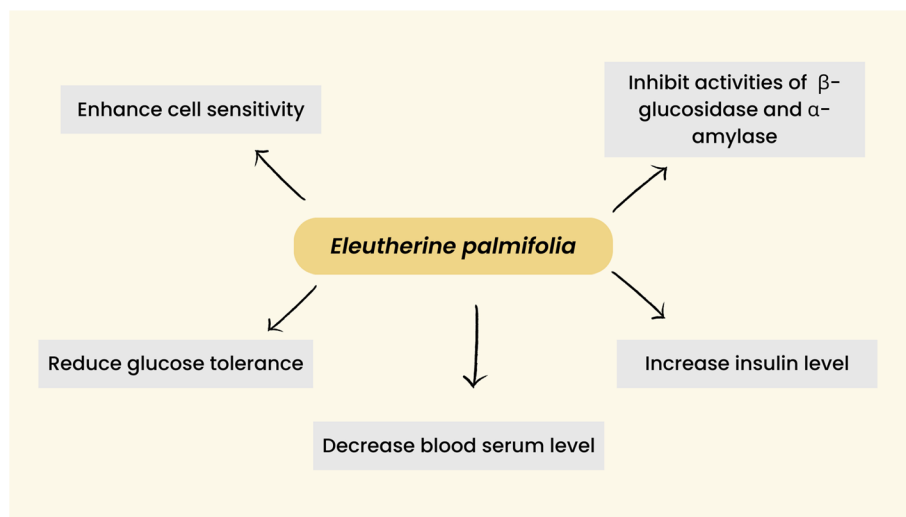 Enhance cell sensitivity
Inhibit activities of β-
glucosidase and α-
amylase
Eleutherine palmifolia
Reduce glucose tolerance
Increase insulin level
Decrease blood serum level